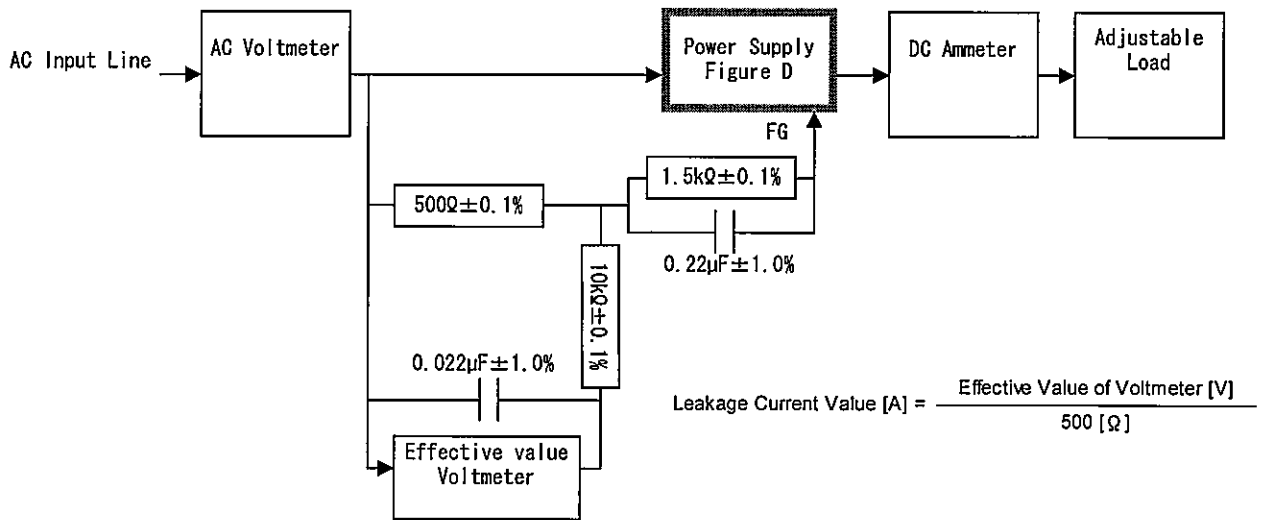 AC Input Line
AC Voltmeter
Power Supply
Figure D
DC Ammeter
Adjustable
Load
FG
1.5kΩ±0.1%
500Ω±0.1%
0.22μF±1.0%
10kΩ±0.1%
0.022μF±1.0%
Effective value
Voltmeter
Leakage Current Value [A] =
Effective Value of Voltmeter [V]
500 [Ω]